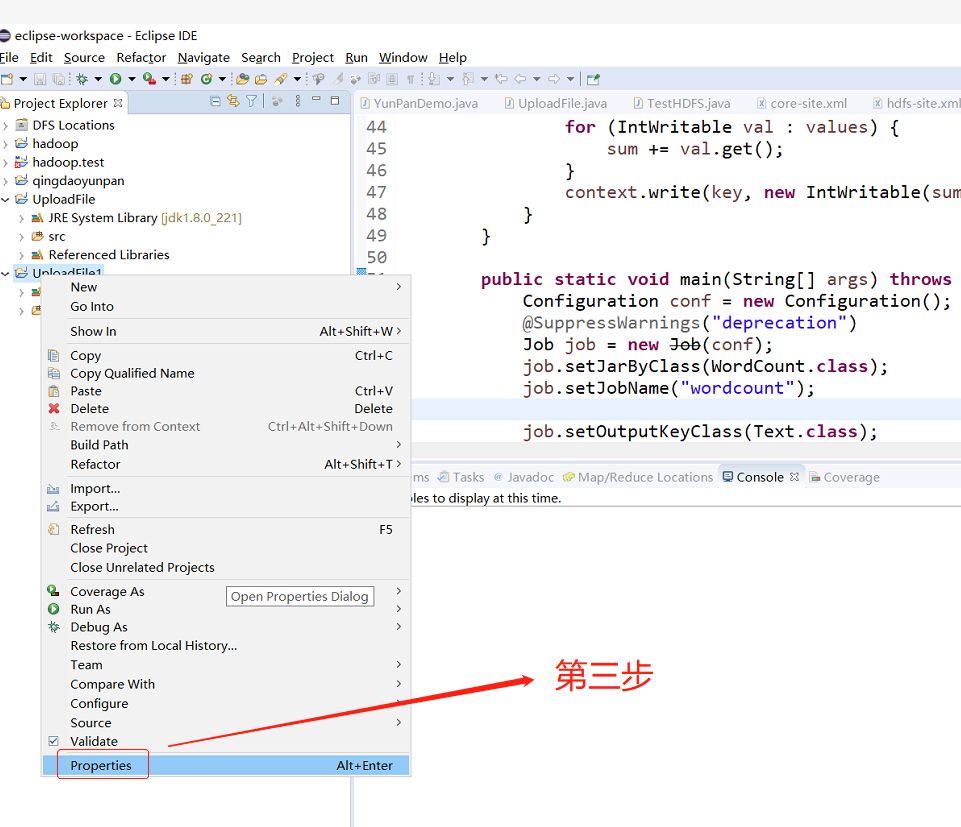 eclipse-workspace - Eclipse IDE
File Edit Source Refactor Navigate Search Project Run Window Help
Project Explorer
YunPanDemo.java UploadFile.java TestHDFS.java core-site.xml hdfs-site.xml
DFS Locations
hadoop
hadoop.test
qingdaoyunpan
UploadFile
JRE System Library [jdk1.8.0_221]
src
Referenced Libraries
UploadFile1
44 for (IntWritable val : values) {
45 sum += val.get();
46 }
47 context.write(key, new IntWritable(sum
48 }
49 }
50
public static void main(String[] args) throws
Configuration conf = new Configuration();
@SuppressWarnings("deprecation")
Job job = new Job(conf);
job.setJarByClass(WordCount.class);
job.setJobName("wordcount");
job.setOutputKeyClass(Text.class);
New
Go Into
Show In Alt+Shift+W
Copy Ctrl+C
Copy Qualified Name
Paste Ctrl+V
Delete Delete
Remove from Context Ctrl+Alt+Shift+Down
Build Path
Refactor Alt+Shift+T
Import...
Export...
Refresh F5
Close Project
Close Unrelated Projects
Coverage As
Open Properties Dialog
Run As
Debug As
Restore from Local History...
Team
Compare With
Configure
Source
Validate
Properties Alt+Enter
ms Tasks Javadoc Map/Reduce Locations Console Coverage
oles to display at this time.
第三步